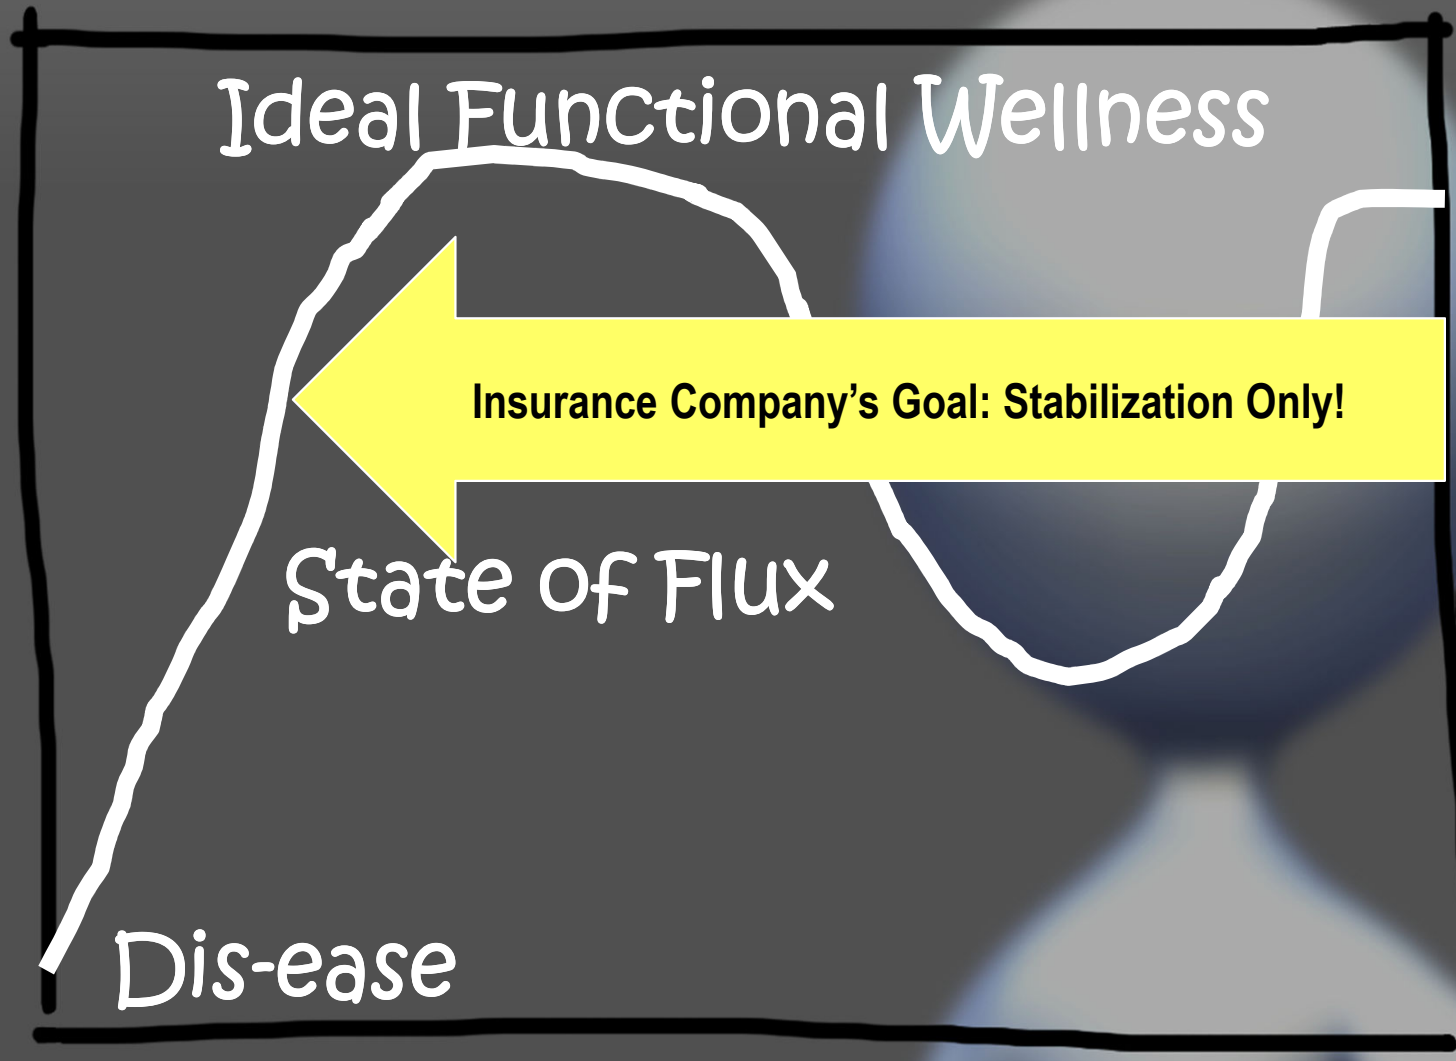 Ideal Functional Wellness
Insurance Company’s Goal: Stabilization Only!
State of Flux
Dis-ease